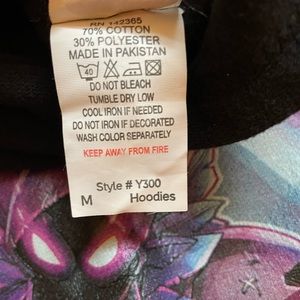 RN 142365
70% COTTON
30% POLYESTER
MADE IN PAKISTAN
40
DO NOT BLEACH
TUMBLE DRY LOW
COOL IRON IF NEEDED
DO NOT IRON IF DECORATED
WASH COLOR SEPARATELY
KEEP AWAY FROM FIRE
Style # Y300
M Hoodies